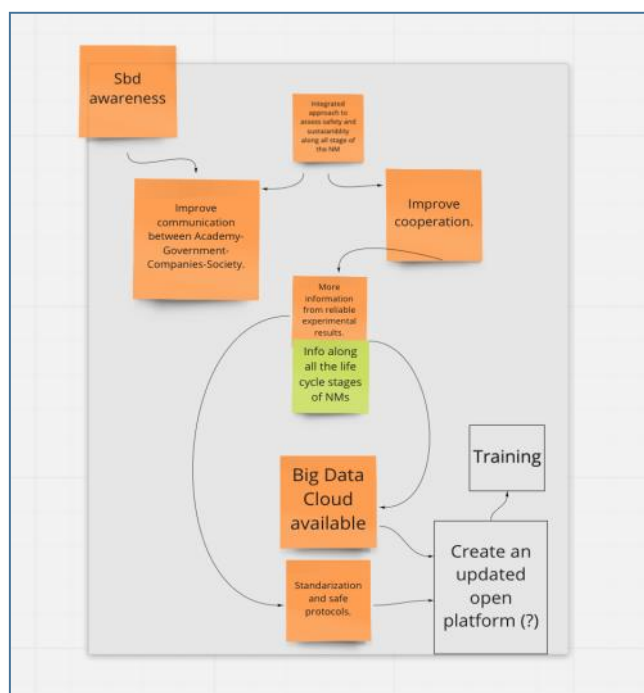 Sbd
awareness
Integrated
approach to
assess safety and
sustainability
along all stage of
the NM
Improve
communication
between Academy-
Government-
Companies-Society.
Improve
cooperation.
More
information
from reliable
experimental
results.
Info along
all the life
cycle stages
of NMs
Big Data
Cloud
available
Standarization
and safe
protocols.
Training
Create an
updated
open
platform (?)